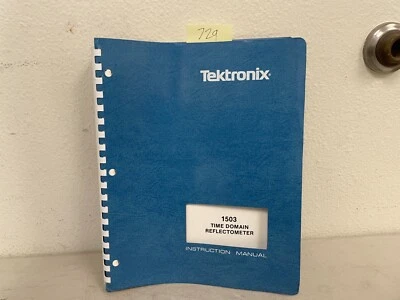 729
Tektronix
1503
TIME DOMAIN
REFLECTOMETER
INSTRUCTION MANUAL